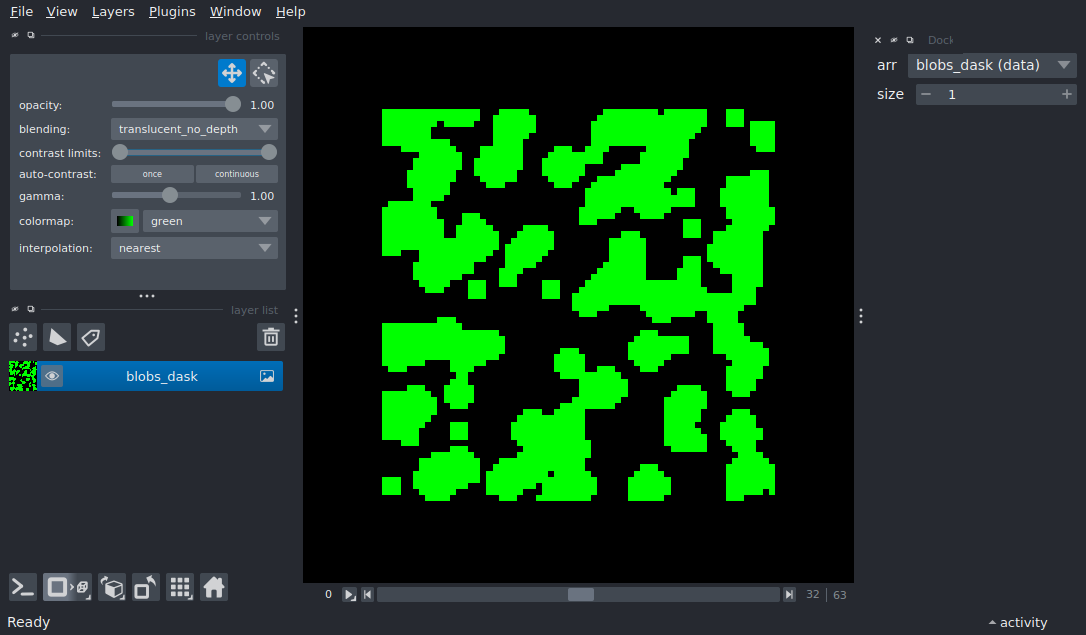 File View Layers Plugins Window Help
layer controls
opacity: 1.00
blending: translucent_no_depth
contrast limits:
auto-contrast: once continuous
gamma: 1.00
colormap: green
interpolation: nearest
layer list
blobs_dask
Dock
arr blobs_dask (data)
size 1
0 32 63
Ready
activity